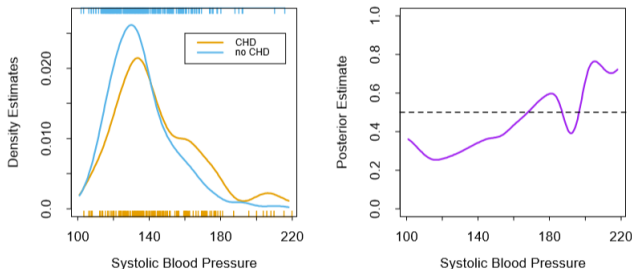 CHD
no CHD
Density Estimates
0.0
0.010
0.020
100
140
180
220
Systolic Blood Pressure
Posterior Estimate
0.0
0.2
0.4
0.6
0.8
1.0
100
140
180
220
Systolic Blood Pressure